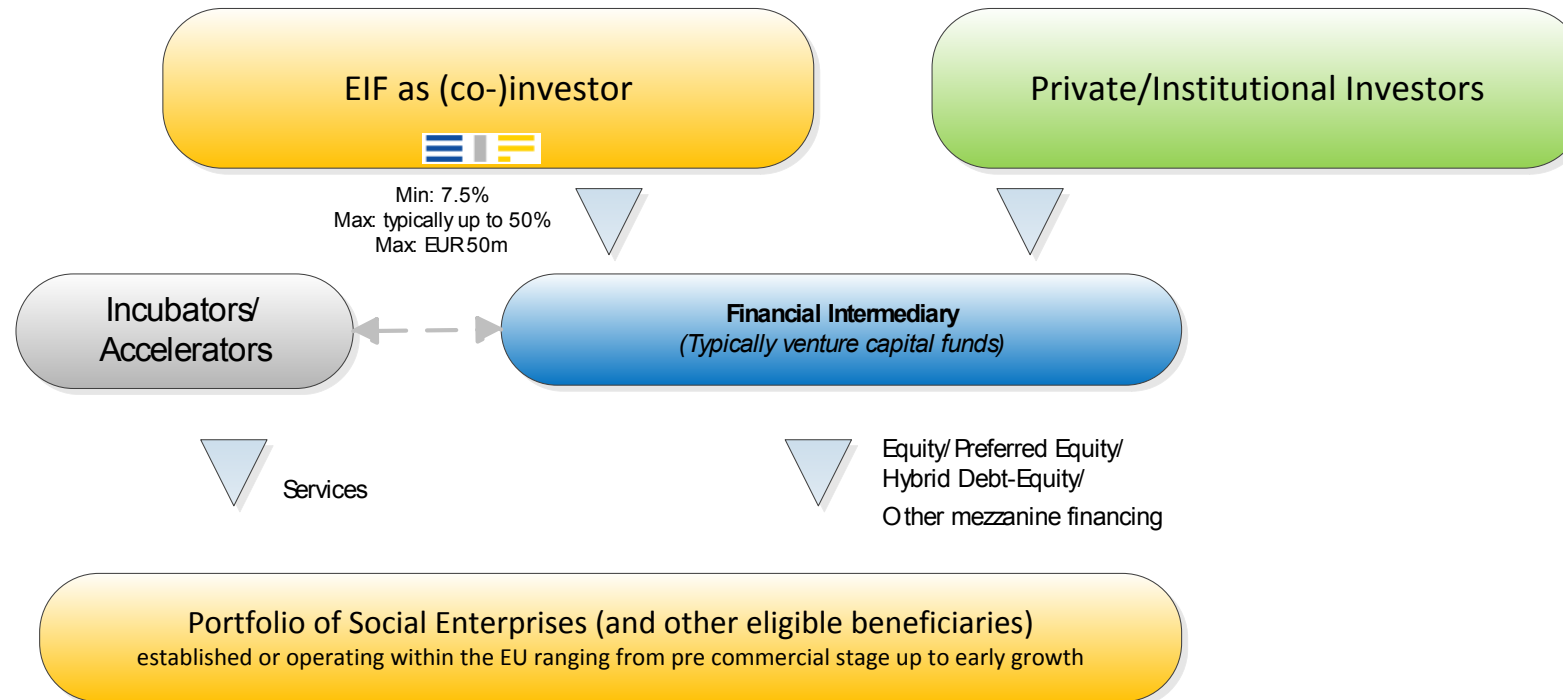 EIF as (co-)investor
EIF
Private/Institutional Investors
Min: 7.5%
Max: typically up to 50%
Max: EUR 50m
Incubators/
Accelerators
Financial Intermediary
(Typically venture capital funds)
Services
Equity/ Preferred Equity/
Hybrid Debt-Equity/
Other mezzanine financing
Portfolio of Social Enterprises (and other eligible beneficiaries)
established or operating within the EU ranging from pre commercial stage up to early growth